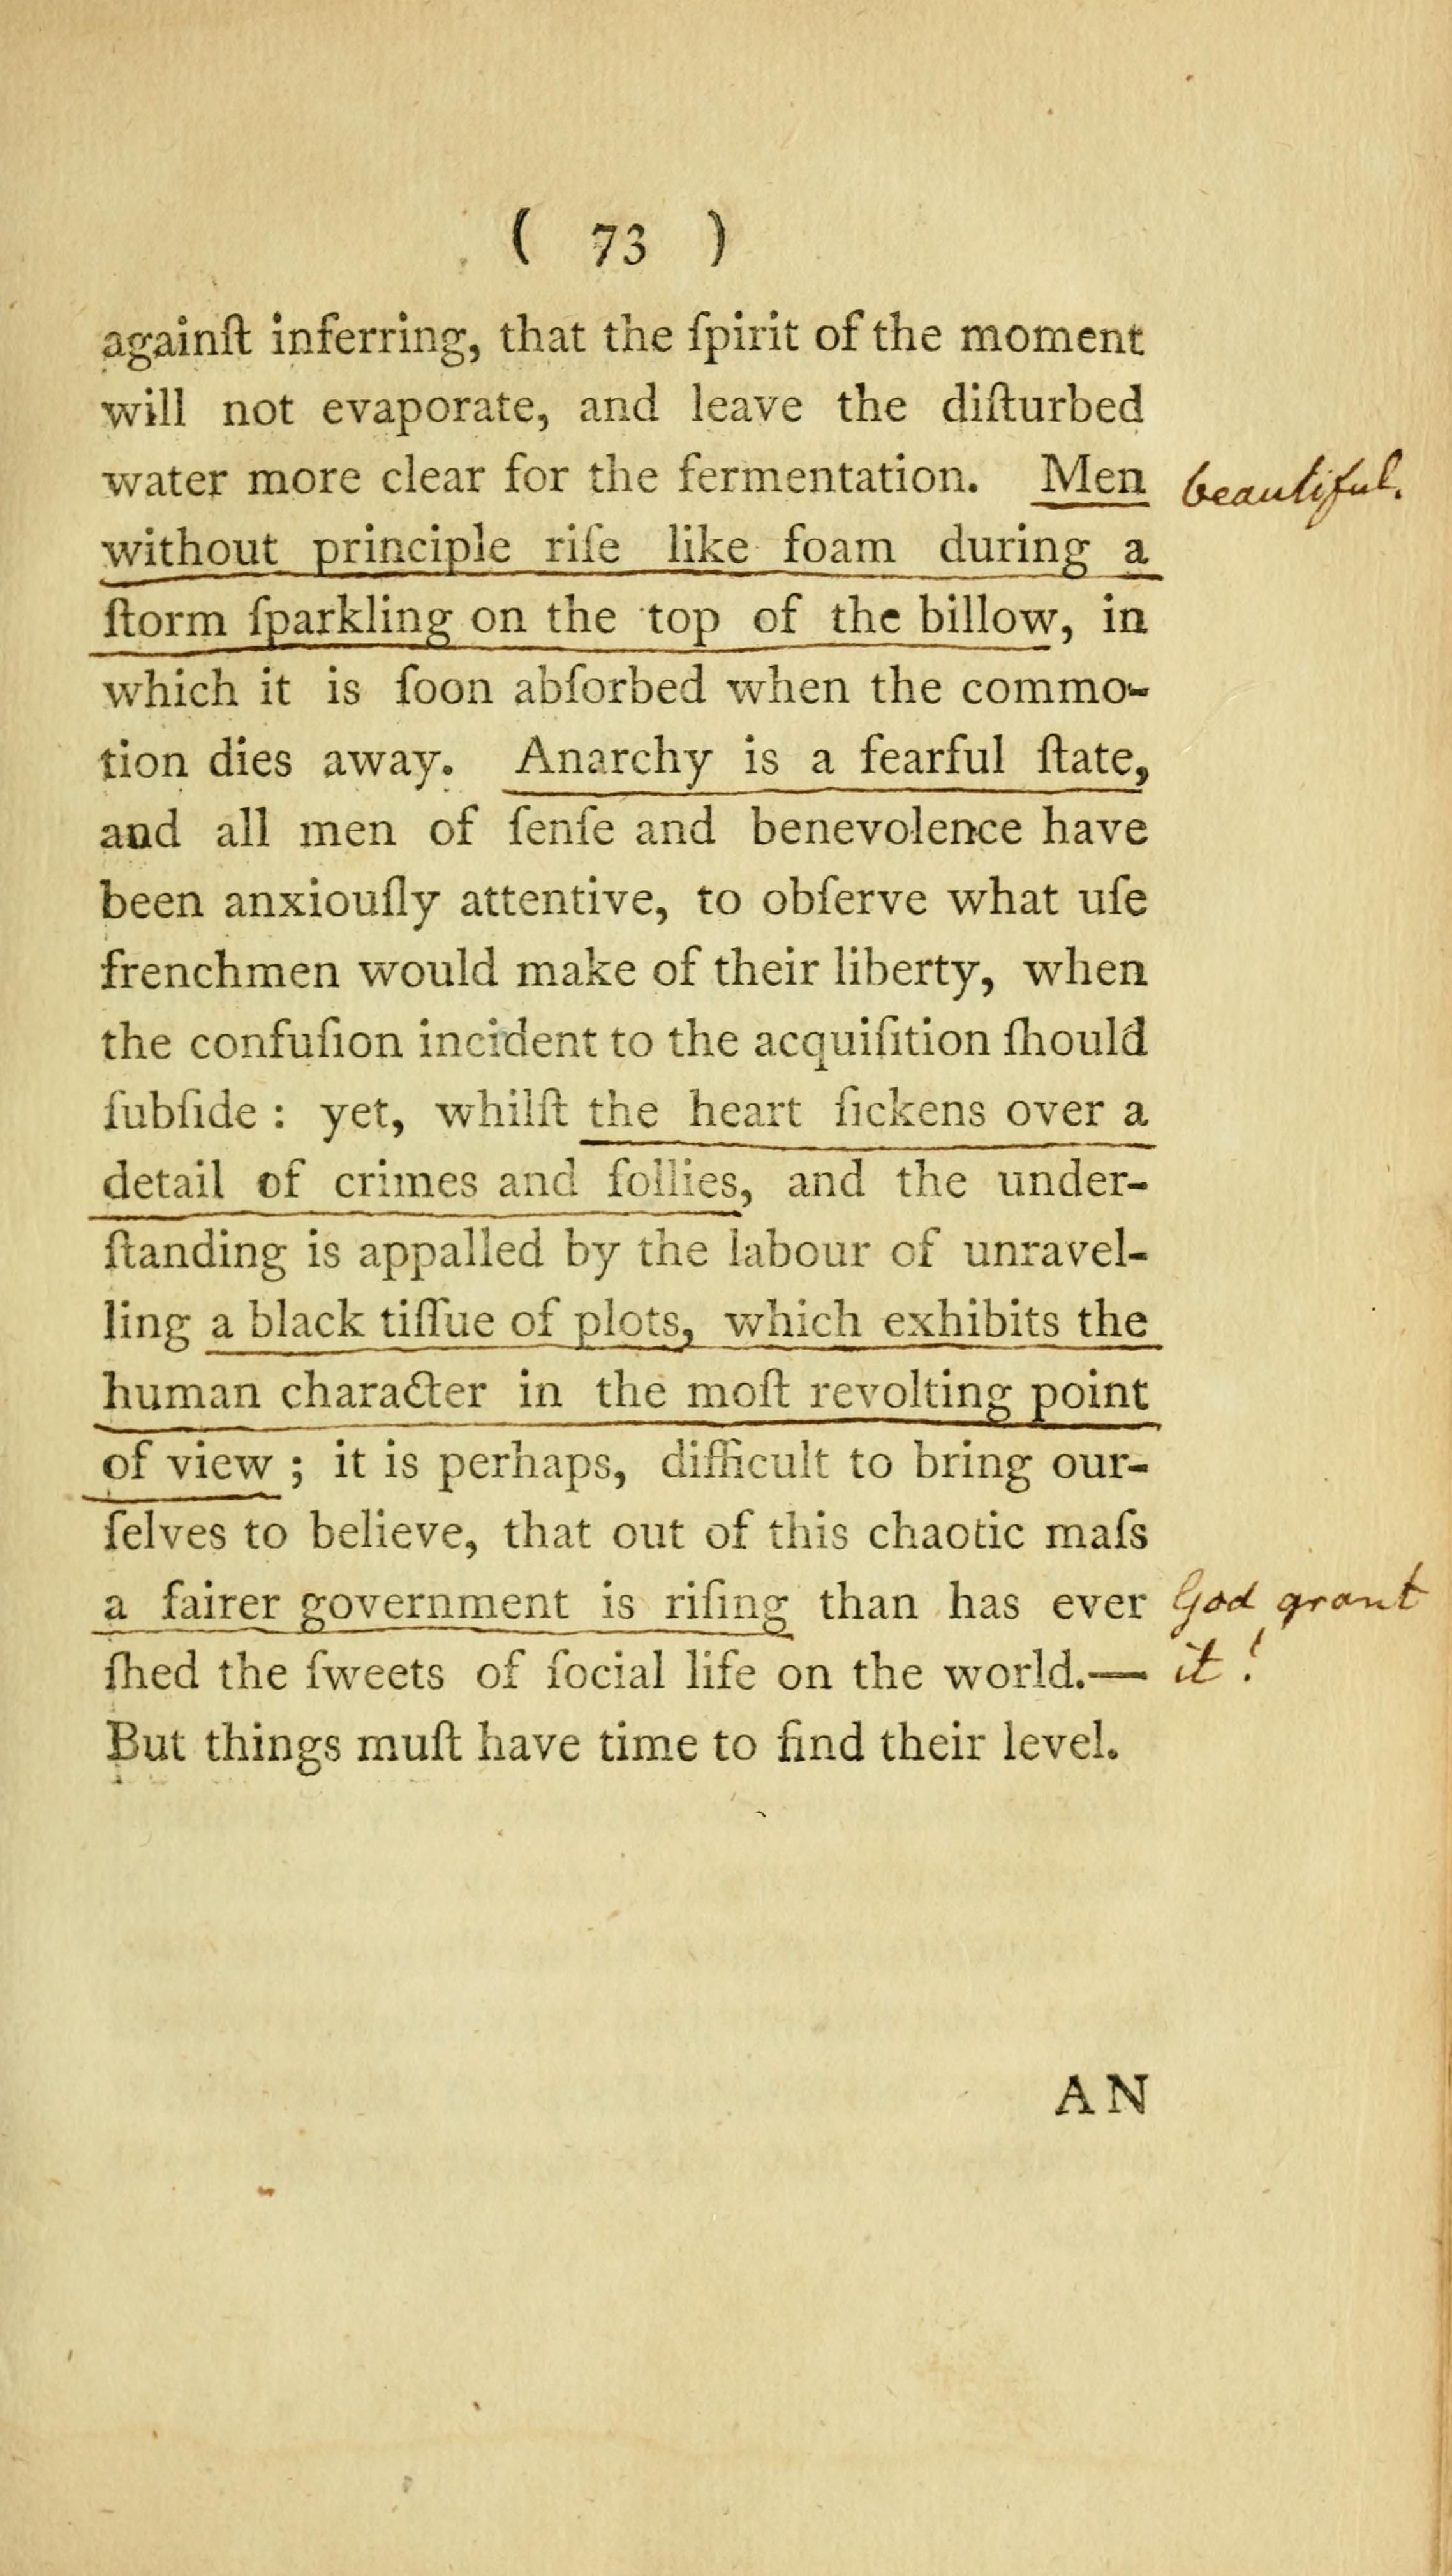 ( 73 )
againſt inferring, that the ſpirit of the moment
will not evaporate, and leave the diſturbed
water more clear for the fermentation. Men beautiful.
without principle riſe like foam during a
ſtorm ſparkling on the top of the billow, in
which it is ſoon abſorbed when the commo-
tion dies away. Anarchy is a fearful ſtate,
and all men of ſenſe and benevolence have
been anxiouſly attentive, to obſerve what uſe
frenchmen would make of their liberty, when
the confuſion incident to the acquiſition ſhould
ſubſide : yet, whilſt the heart ſickens over a
detail of crimes and follies, and the under-
ſtanding is appalled by the labour of unravel-
ling a black tiſſue of plots, which exhibits the
human character in the moſt revolting point
of view ; it is perhaps, difficult to bring our-
ſelves to believe, that out of this chaotic maſs
a fairer government is riſing than has ever God grant
ſhed the ſweets of ſocial life on the world.— it !
But things muſt have time to find their level.
AN